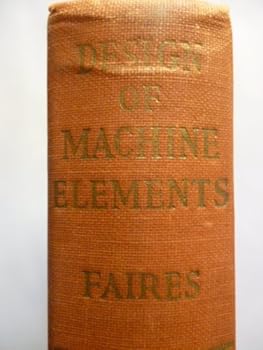 DESIGN
OF
MACHINE
ELEMENTS
FAIRES